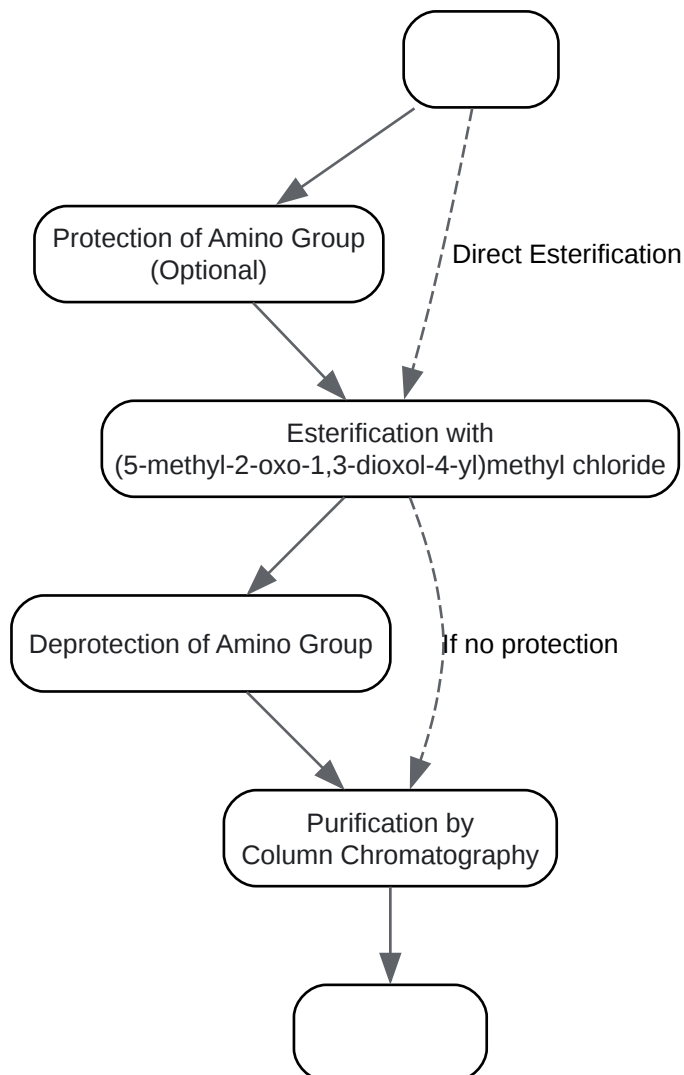 Protection of Amino Group
(Optional)
Direct Esterification
Esterification with
(5-methyl-2-oxo-1,3-dioxol-4-yl)methyl chloride
Deprotection of Amino Group
If no protection
Purification by
Column Chromatography